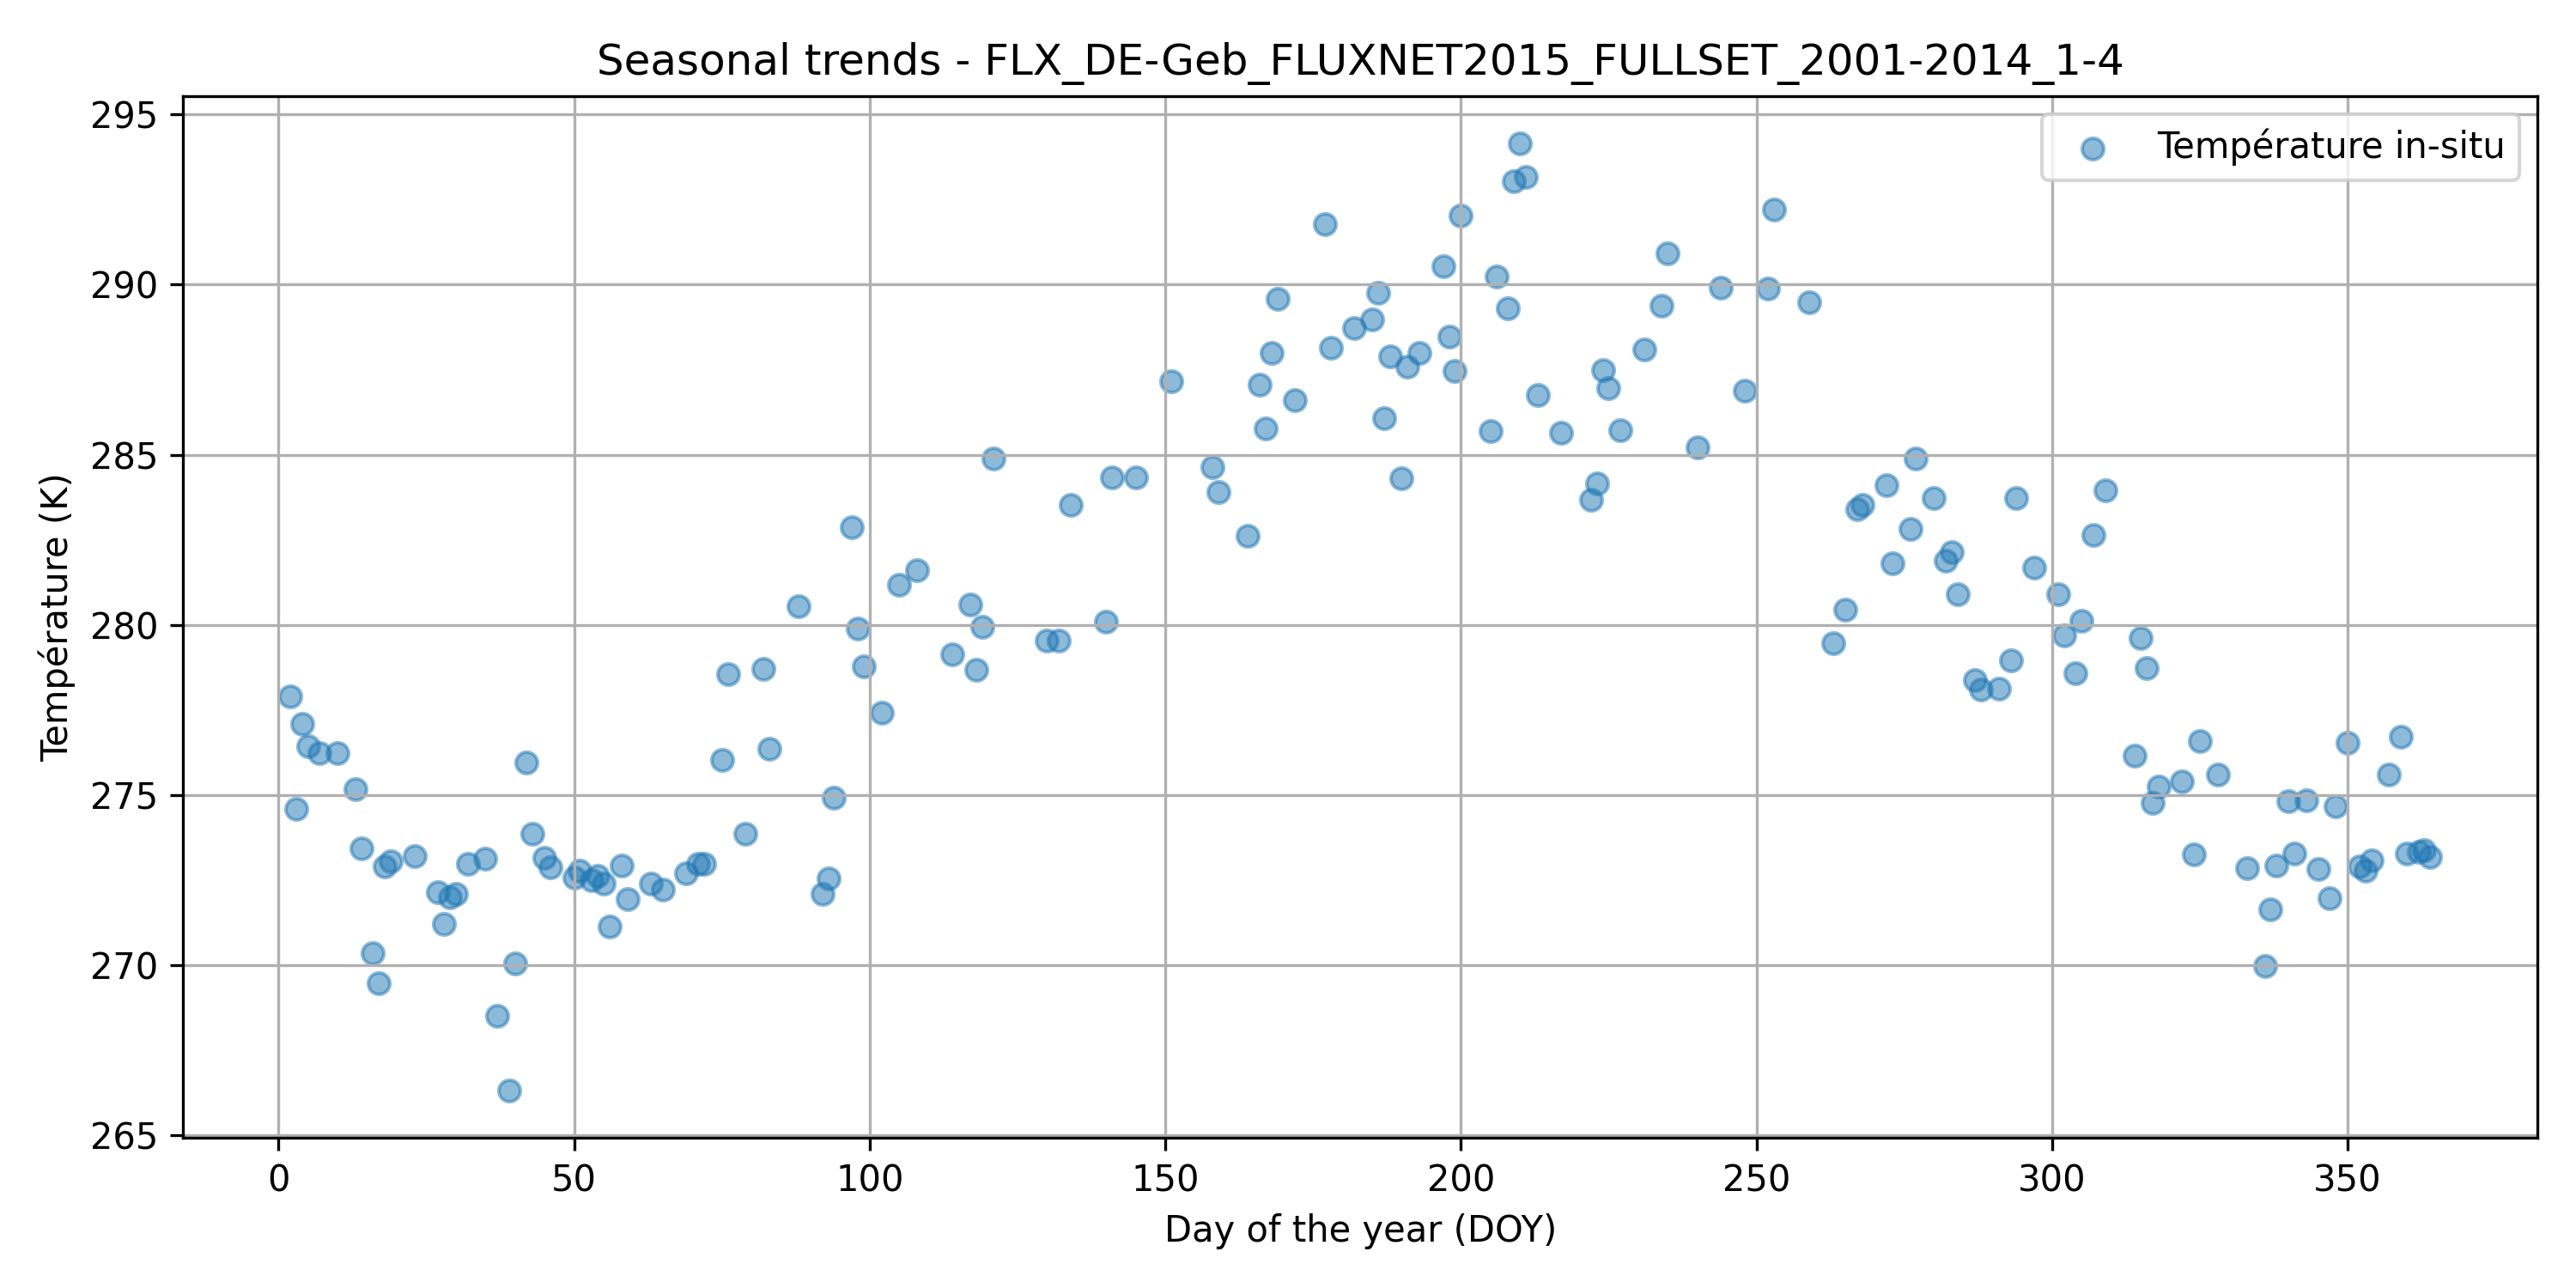 Seasonal trends - FLX_DE-Geb_FLUXNET2015_FULLSET_2001-2014_1-4
Température in-situ
295
290
285
280
275
270
265
Température (K)
0 50 100 150 200 250 300 350
Day of the year (DOY)